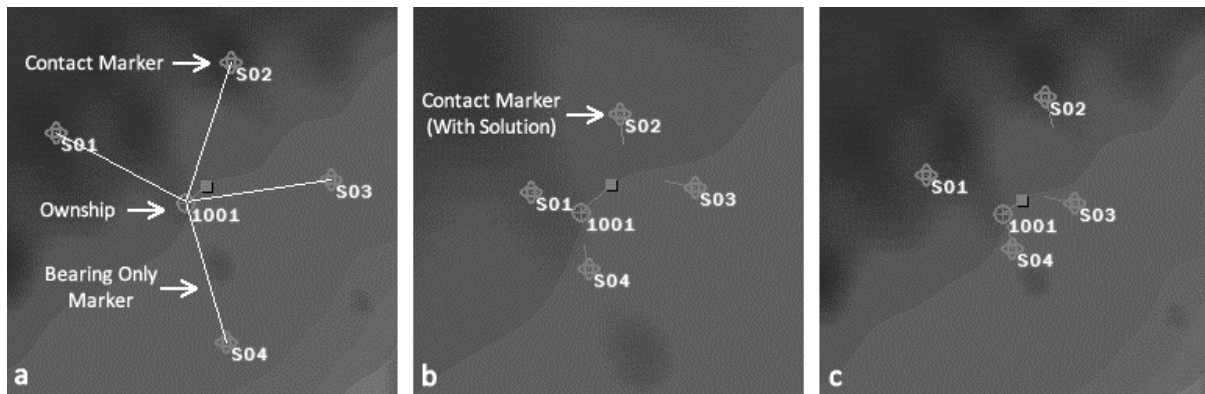 Contact Marker
S02
S01
S03
Ownship
1001
Bearing Only
Marker
S04
a
Contact Marker
(With Solution)
S02
S01
S03
1001
S04
b
S02
S01
S03
1001
S04
c